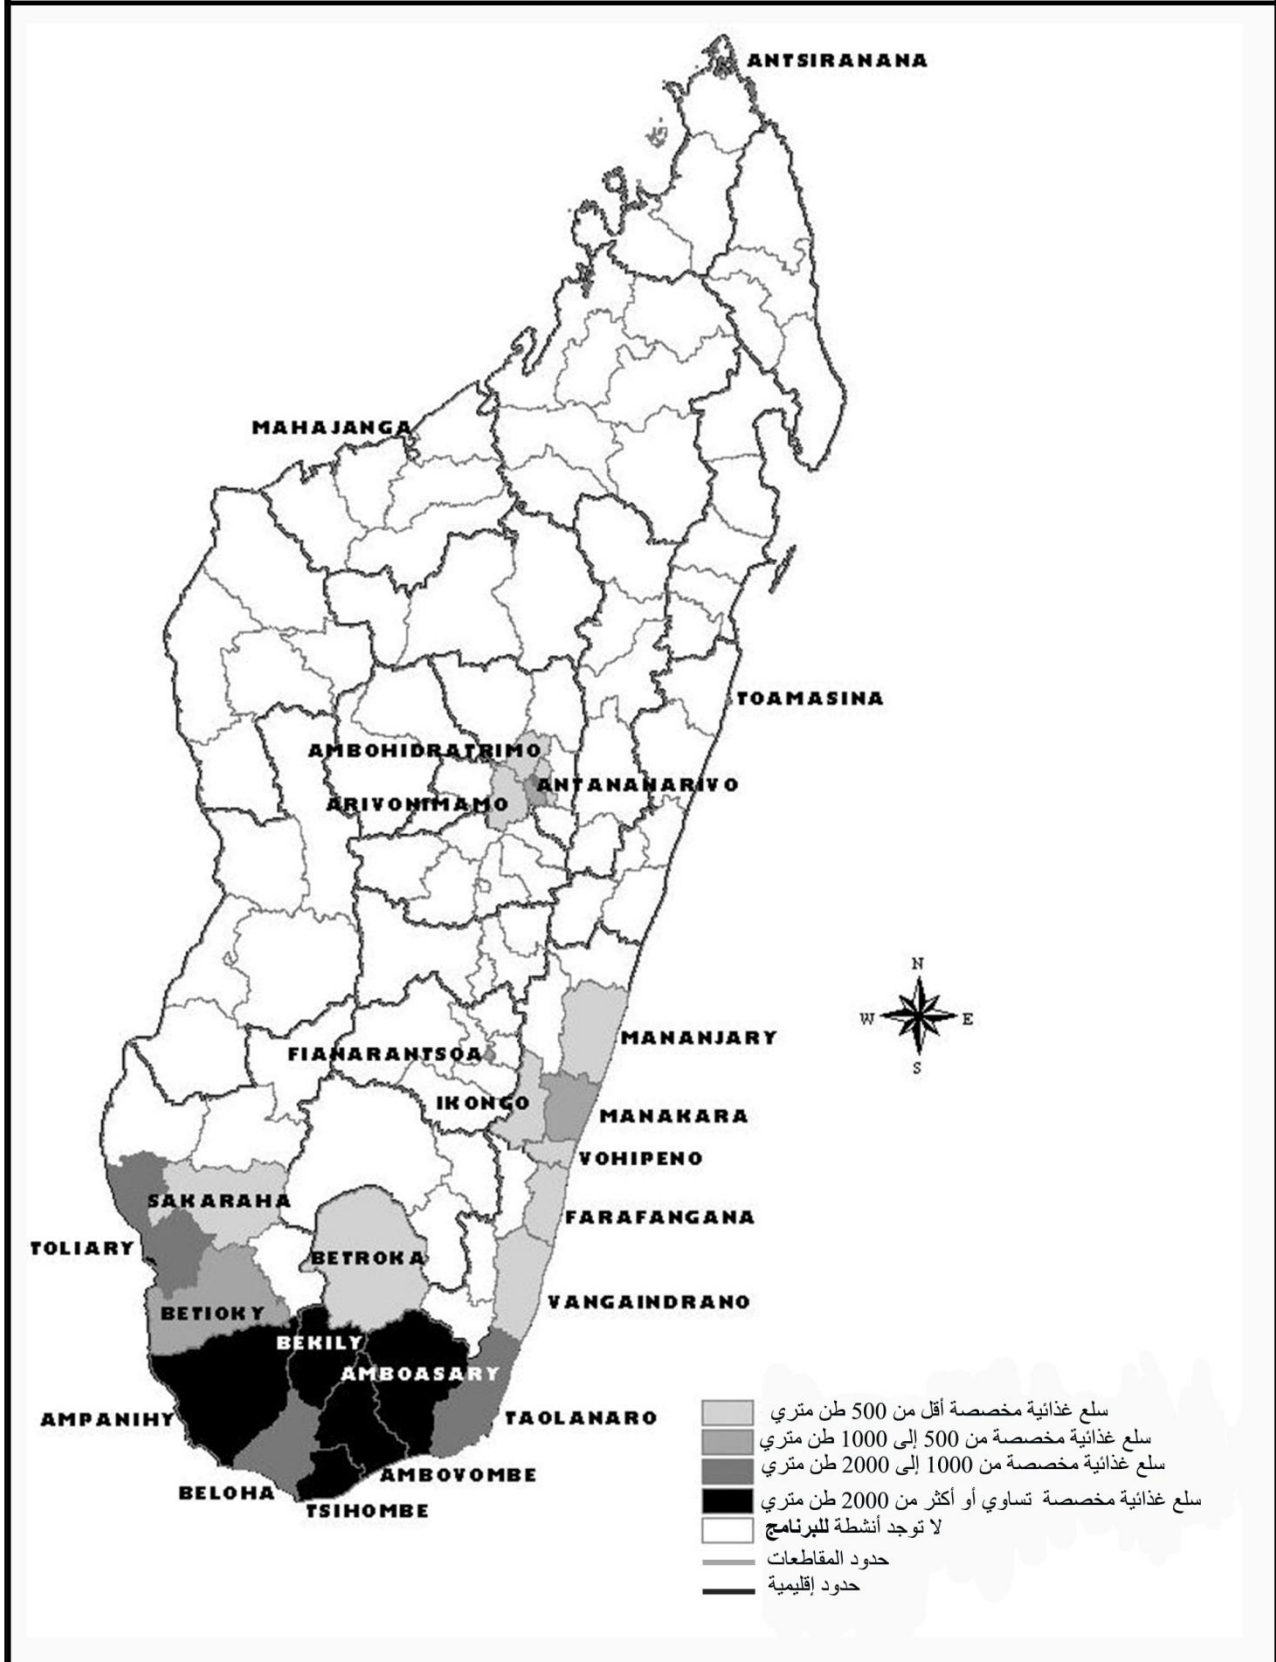 ANTSIRANANA
MAHAJANGA
TOAMASINA
AMBOHIDRATRIMO
ANTANANARIVO
ARIVONIMAMO
N
W E
S
MANANJARY
FIANARANTSOA
IKONGO
MANAKARA
VOHIPENO
SAKARAHA
FARAFANGANA
TOLIARY
BETROKA
VANGAINDRANO
BETIOKY
BEKILY
AMBOASARY
AMPANIHY
TAOLANARO
AMBOVOMBE
BELOHA
TSIHOMBE
سلع غذائية مخصصة أقل من 500 طن متري
سلع غذائية مخصصة من 500 إلى 1000 طن متري
سلع غذائية مخصصة من 1000 إلى 2000 طن متري
سلع غذائية مخصصة تساوي أو أكثر من 2000 طن متري
لا توجد أنشطة للبرنامج
حدود المقاطعات
حدود إقليمية